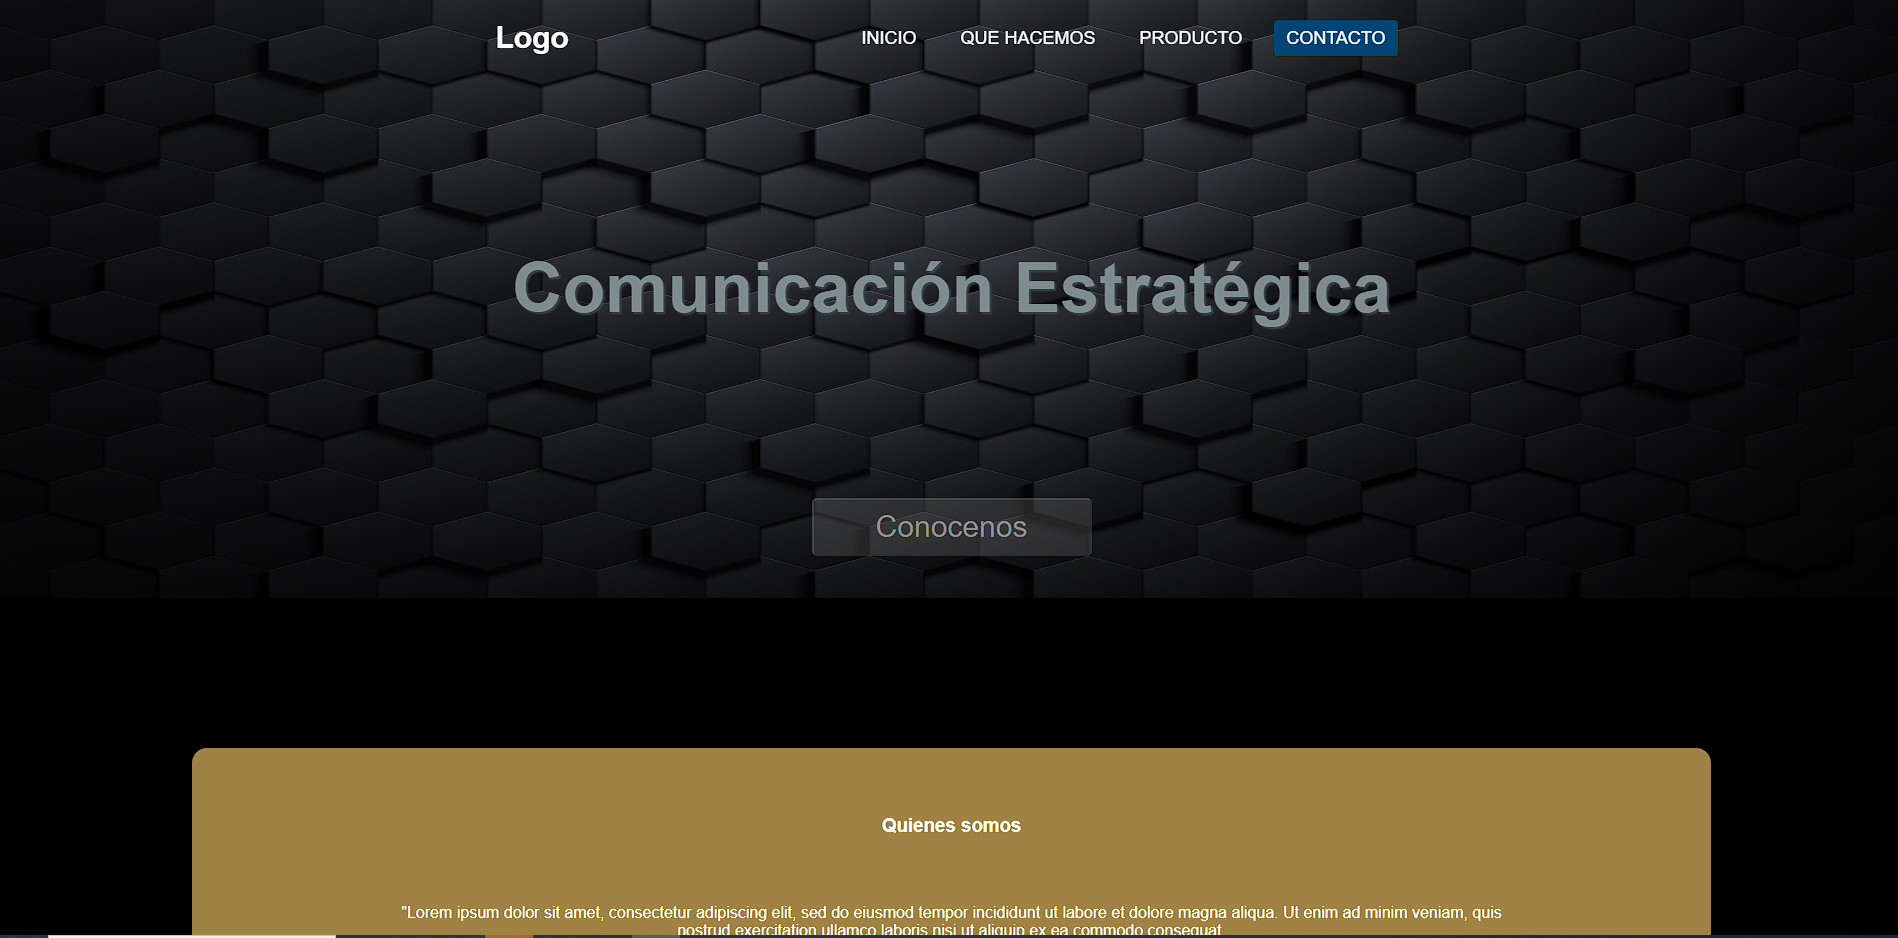 Logo
INICIO QUE HACEMOS PRODUCTO CONTACTO
Comunicación Estratégica
Conocenos
Quienes somos
"Lorem ipsum dolor sit amet, consectetur adipiscing elit, sed do eiusmod tempor incididunt ut labore et dolore magna aliqua. Ut enim ad minim veniam, quis
nostrud exercitation ullamco laboris nisi ut aliquip ex ea commodo consequat.